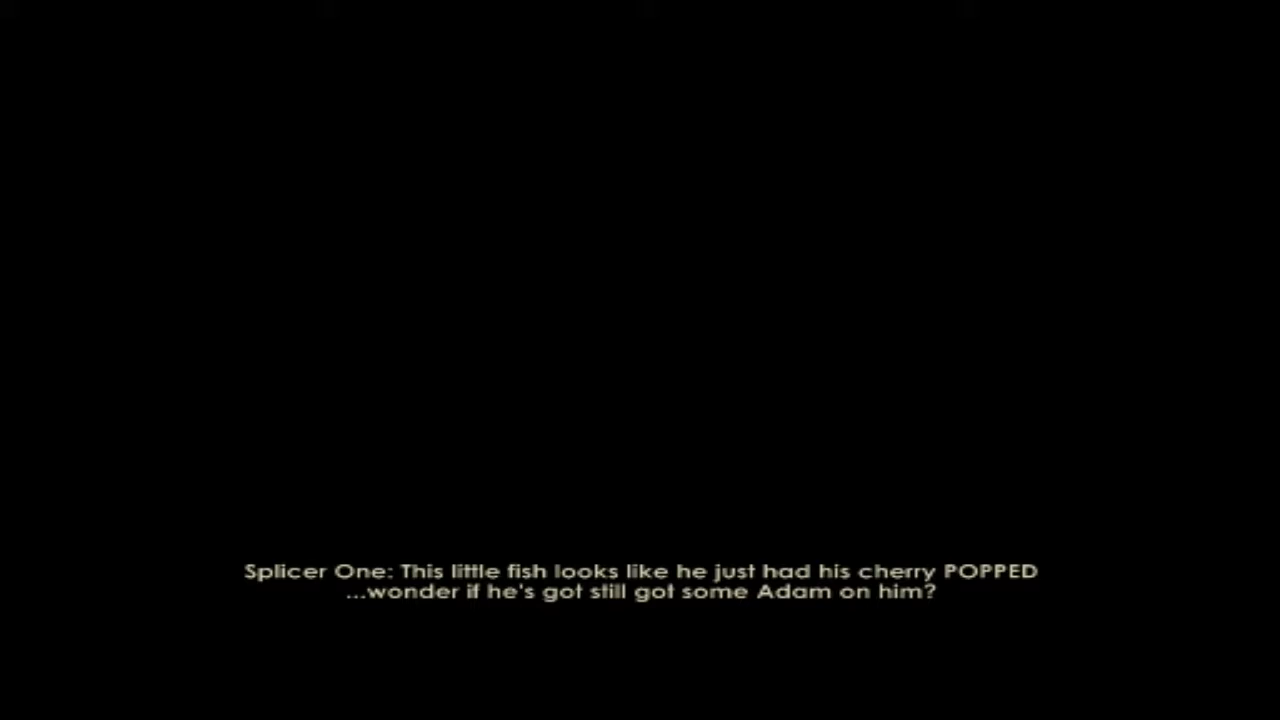 Splicer One: This little fish looks like he just had his cherry POPPED
...wonder if he's got still got some Adam on him?